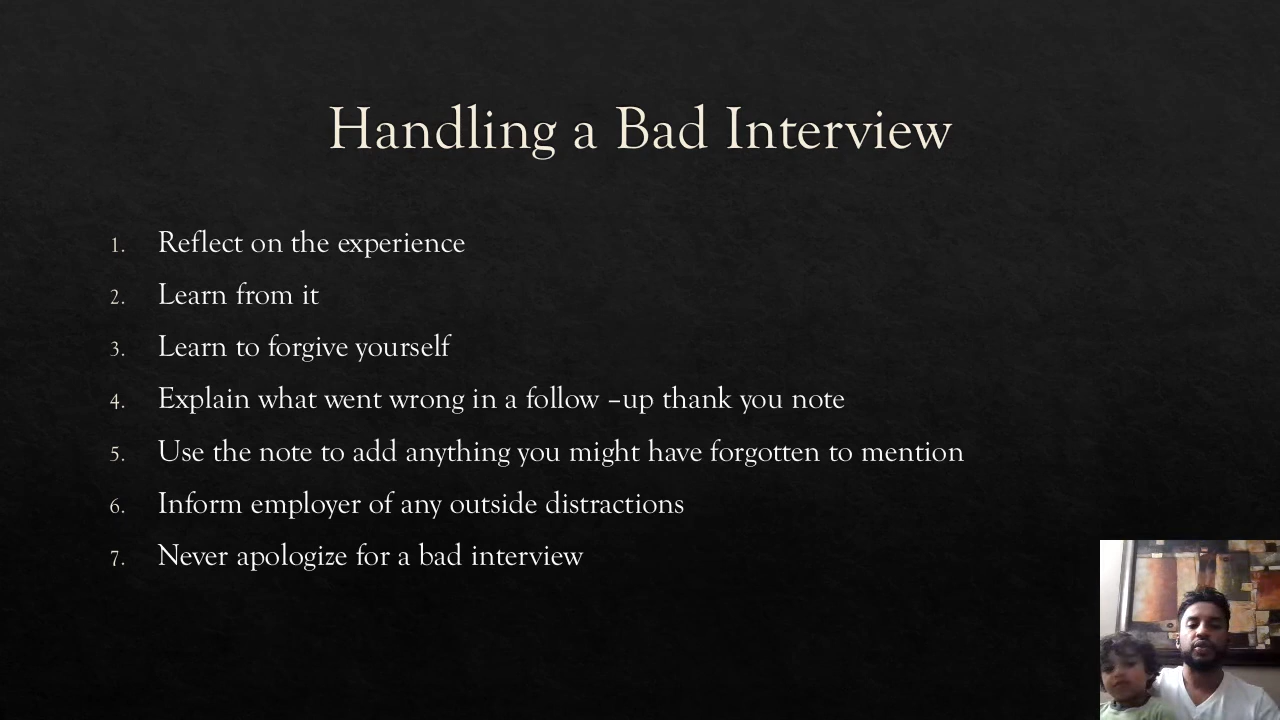 Handling a Bad Interview
1. Reflect on the experience
2. Learn from it
3. Learn to forgive yourself
4. Explain what went wrong in a follow –up thank you note
5. Use the note to add anything you might have forgotten to mention
6. Inform employer of any outside distractions
7. Never apologize for a bad interview